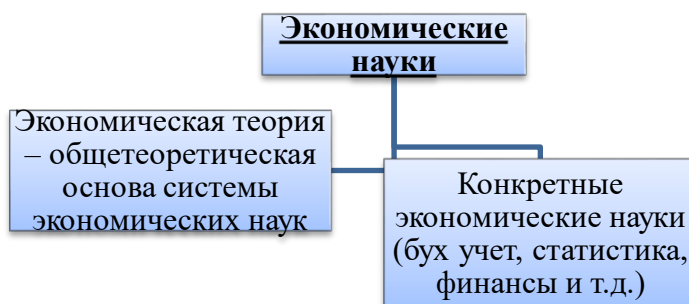 Экономические
науки
Экономическая теория
– общетеоретическая
основа системы
экономических наук
Конкретные
экономические науки
(бух учет, статистика,
финансы и т.д.)